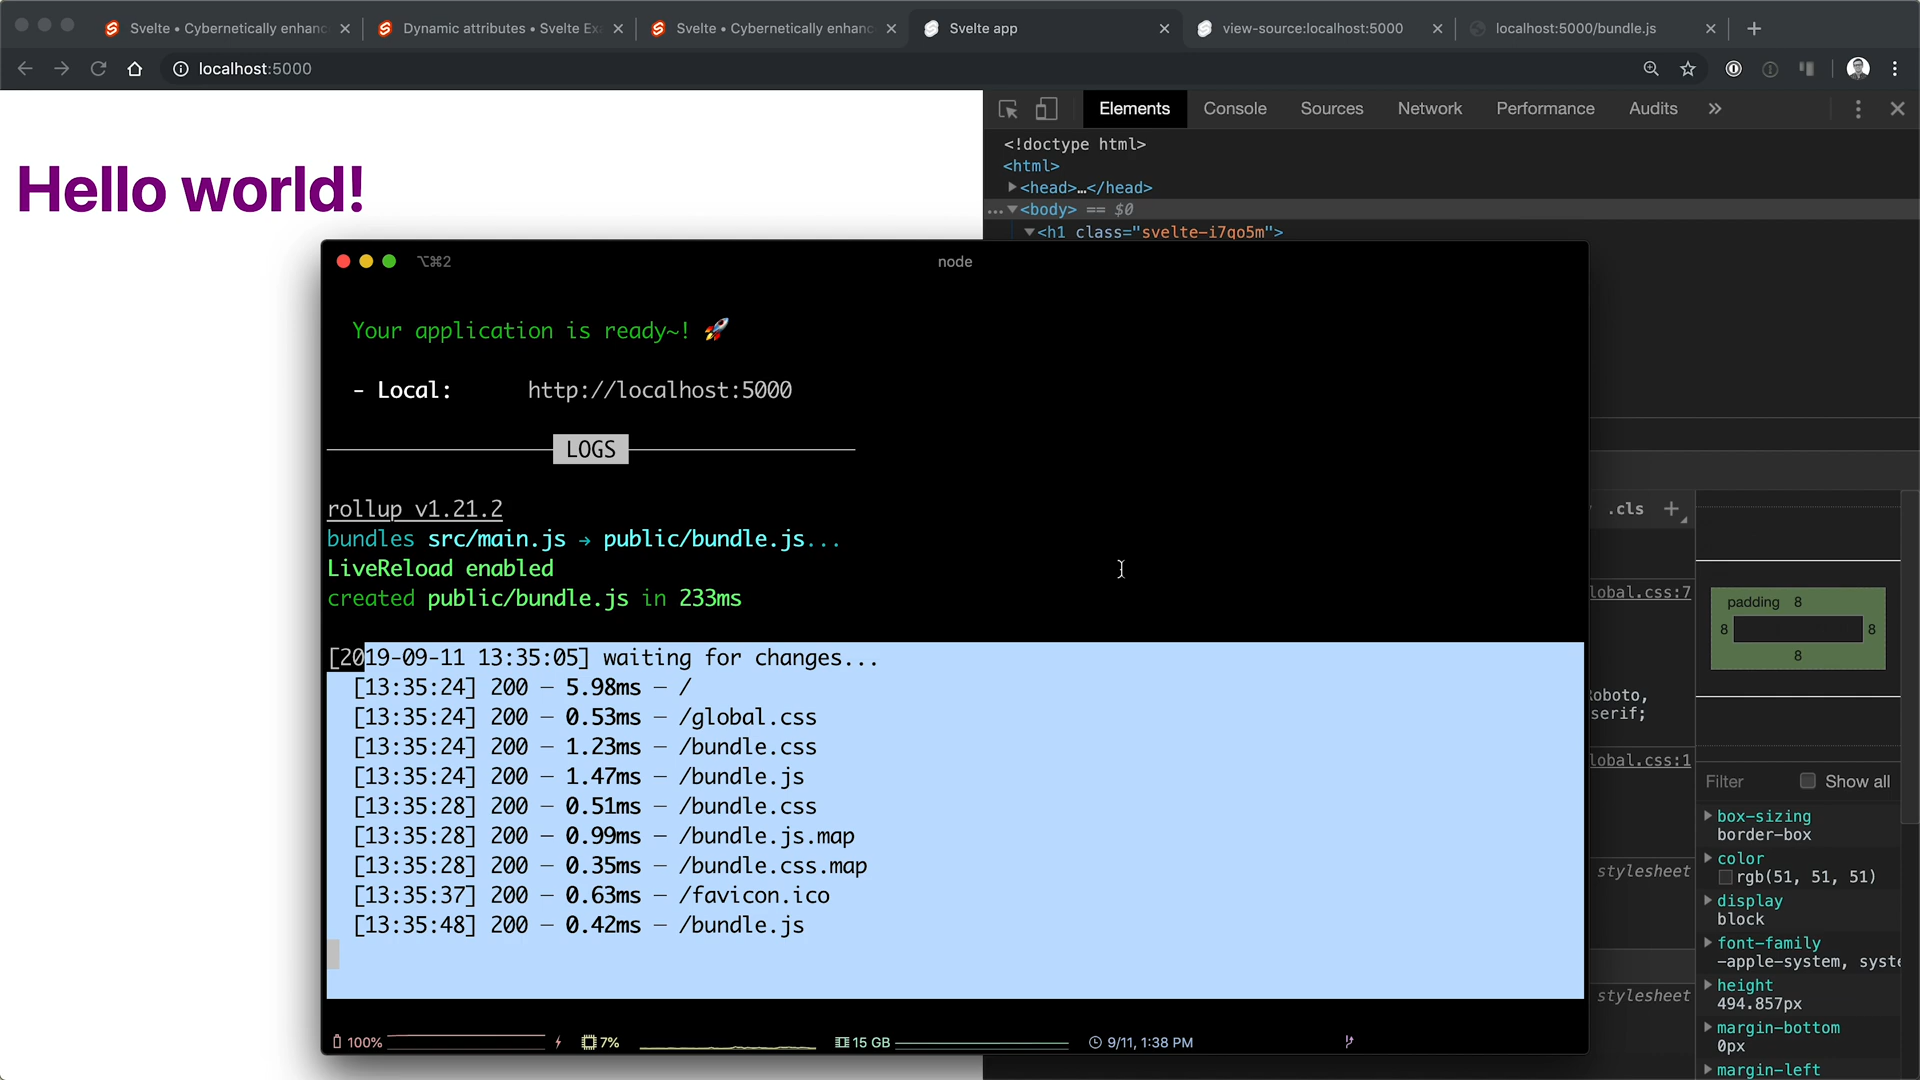 Svelte • Cybernetically enhanc
Dynamic attributes • Svelte Exa
Svelte • Cybernetically enhanc
Svelte app
view-source:localhost:5000
localhost:5000/bundle.js
localhost:5000
Elements
Console
Sources
Network
Performance
Audits
Hello world!
<!doctype html>
<html>
<head>…</head>
<body> == $0
<h1 class="svelte-i7qo5m">
⌥⌘2
node
Your application is ready~! 🚀
- Local: http://localhost:5000
LOGS
rollup v1.21.2
bundles src/main.js → public/bundle.js...
LiveReload enabled
created public/bundle.js in 233ms
[2019-09-11 13:35:05] waiting for changes...
[13:35:24] 200 — 5.98ms — /
[13:35:24] 200 — 0.53ms — /global.css
[13:35:24] 200 — 1.23ms — /bundle.css
[13:35:24] 200 — 1.47ms — /bundle.js
[13:35:28] 200 — 0.51ms — /bundle.css
[13:35:28] 200 — 0.99ms — /bundle.js.map
[13:35:28] 200 — 0.35ms — /bundle.css.map
[13:35:37] 200 — 0.63ms — /favicon.ico
[13:35:48] 200 — 0.42ms — /bundle.js
100%
7%
15 GB
9/11, 1:38 PM
.cls
lobal.css:7
Roboto,
serif;
lobal.css:1
stylesheet
stylesheet
padding 8
8
8
8
Filter
Show all
box-sizing
border-box
color
rgb(51, 51, 51)
display
block
font-family
-apple-system, syste
height
494.857px
margin-bottom
0px
margin-left